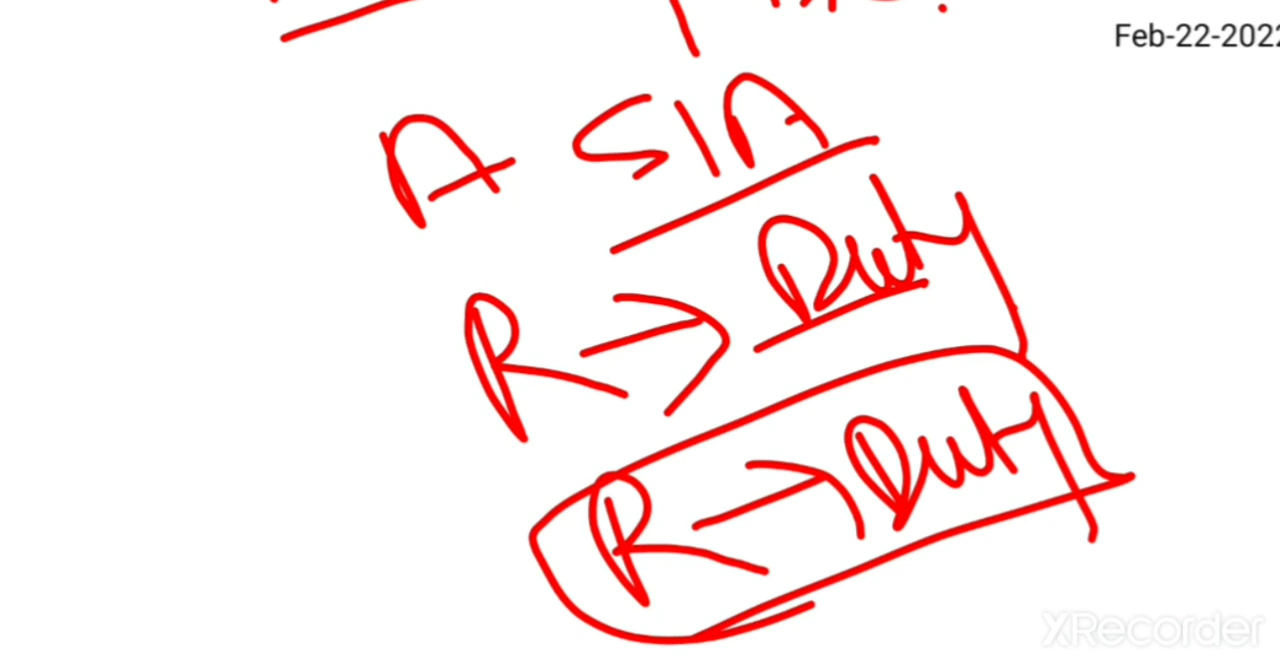 Feb-22-2022
A SIA
R → Duty
R → Duty
XRecorder